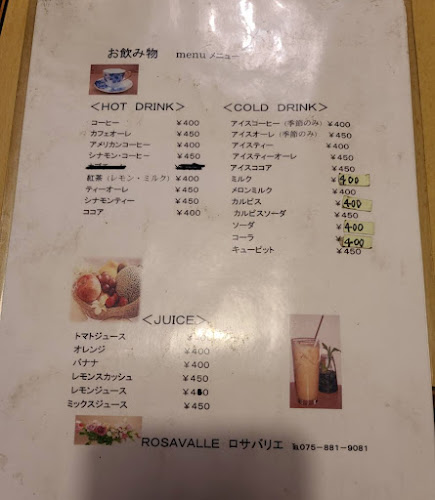 お飲み物 menu メニュー
＜HOT DRINK＞
コーヒー ￥400
カフェオーレ ￥450
アメリカンコーヒー ￥400
シナモン・コーヒー ￥450
紅茶（レモン・ミルク）￥400
ティーオーレ ￥450
シナモンティー ￥450
ココア ￥400
＜COLD DRINK＞
アイスコーヒー（季節のみ）￥400
アイスオーレ（季節のみ）￥450
アイスティー ￥400
アイスティーオーレ ￥450
アイスココア ￥450
ミルク ￥400
メロンミルク ￥400
カルピス ￥400
カルピスソーダ ￥450
ソーダ ￥400
コーラ ￥400
キューピット ￥450
＜JUICE＞
トマトジュース
オレンジ ￥400
バナナ ￥400
レモンスカッシュ ￥450
レモンジュース ￥450
ミックスジュース ￥450
ROSAVALLE ロサバリエ ℡075-881-9081